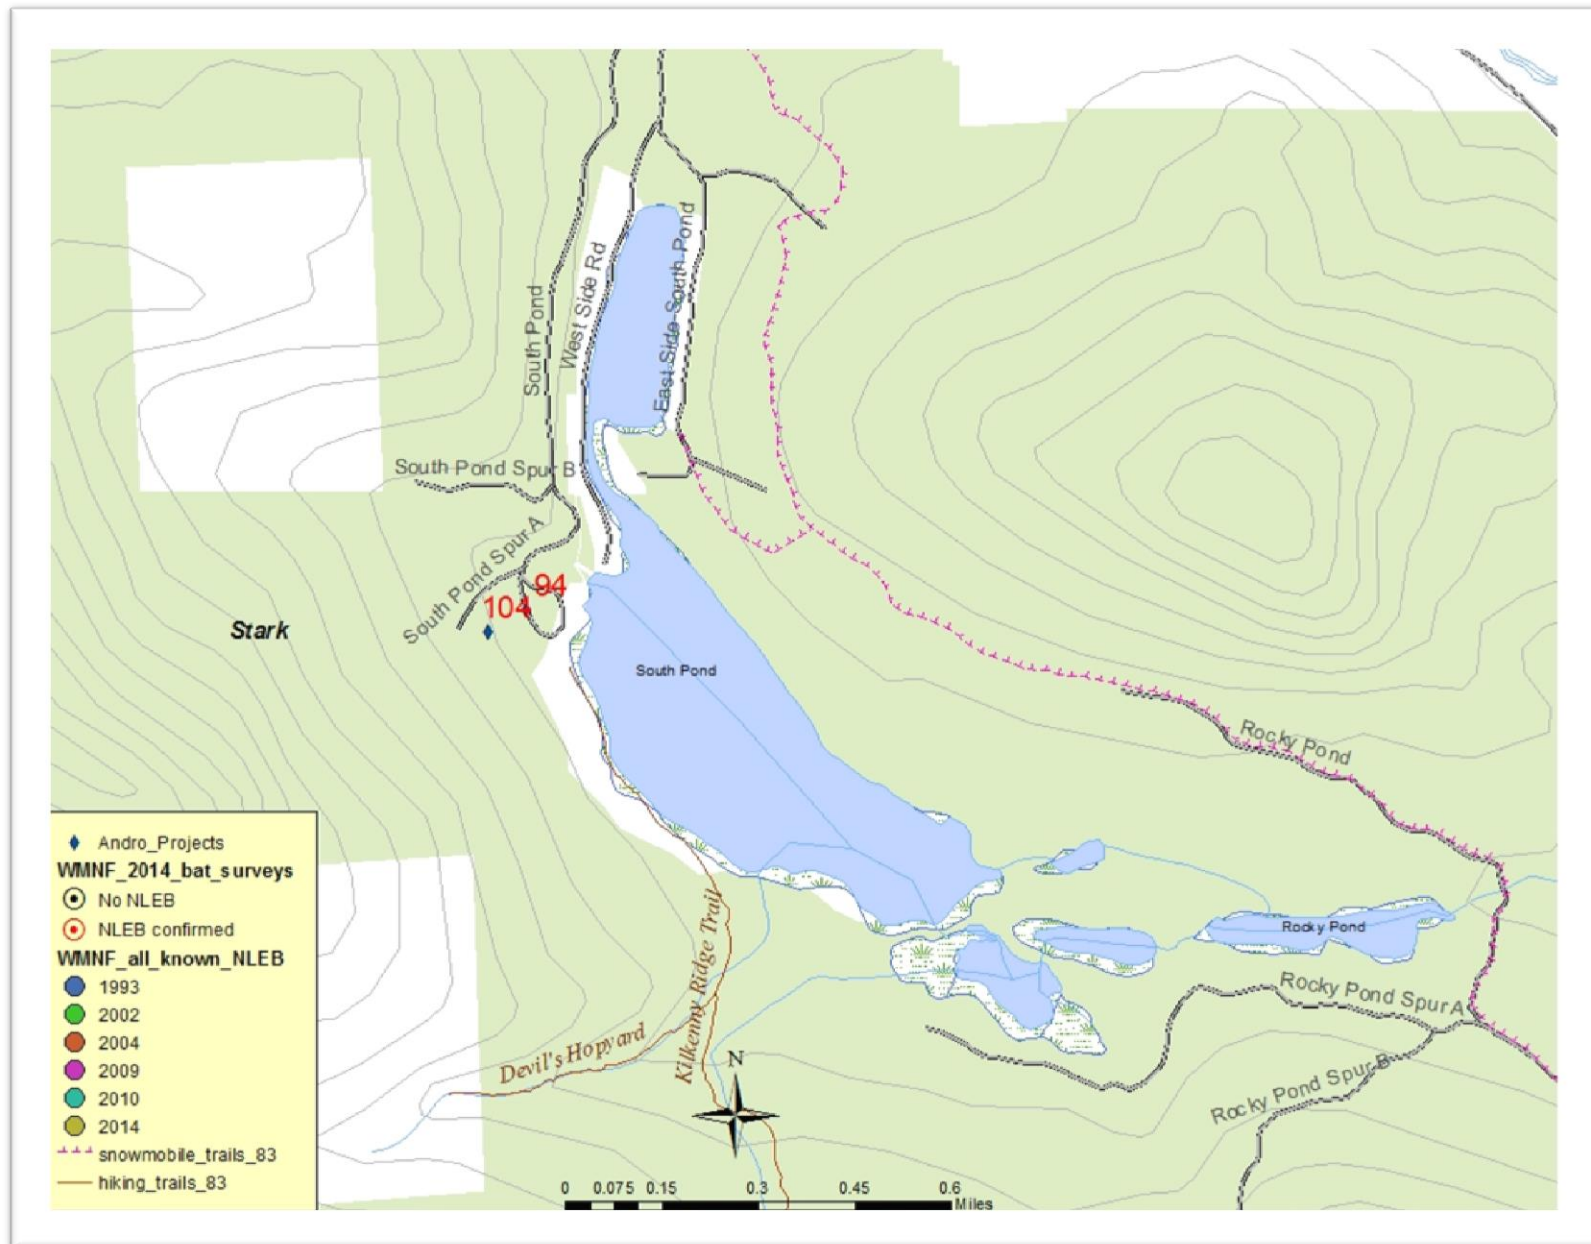 South Pond
West Side Rd
East Side South Pond
South Pond Spur B
South Pond Spur A
94
104
Stark
South Pond
Rocky Pond
Rocky Pond
Rocky Pond Spur A
Rocky Pond Spur B
Kilkenny Ridge Trail
Devil's Hopyard
N
0 0.075 0.15 0.3 0.45 0.6
Miles
Andro_Projects
WMNF_2014_bat_surveys
No NLEB
NLEB confirmed
WMNF_all_known_NLEB
1993
2002
2004
2009
2010
2014
snowmobile_trails_83
hiking_trails_83